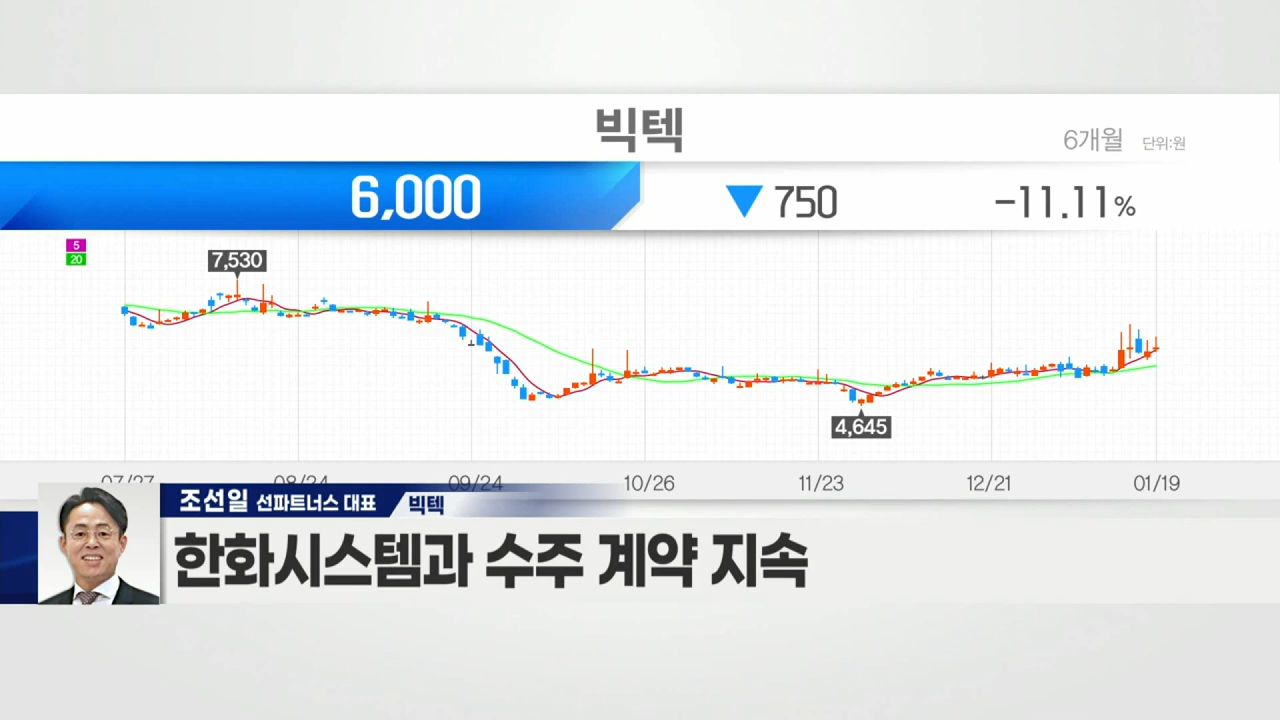 빅텍
6개월 단위:원
6,000 ▼ 750 -11.11%
5
20
7,530
4,645
07/27 08/24 09/24 10/26 11/23 12/21 01/19
조선일 선파트너스 대표 빅텍
한화시스템과 수주 계약 지속